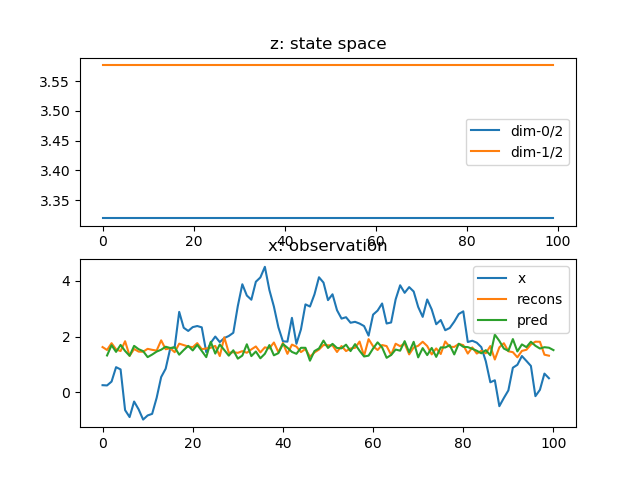 z: state space
3.55
3.50
3.45
3.40
3.35
dim-0/2
dim-1/2
0 20 40 60 80 100
x: observation
4
2
0
x
recons
pred
0 20 40 60 80 100